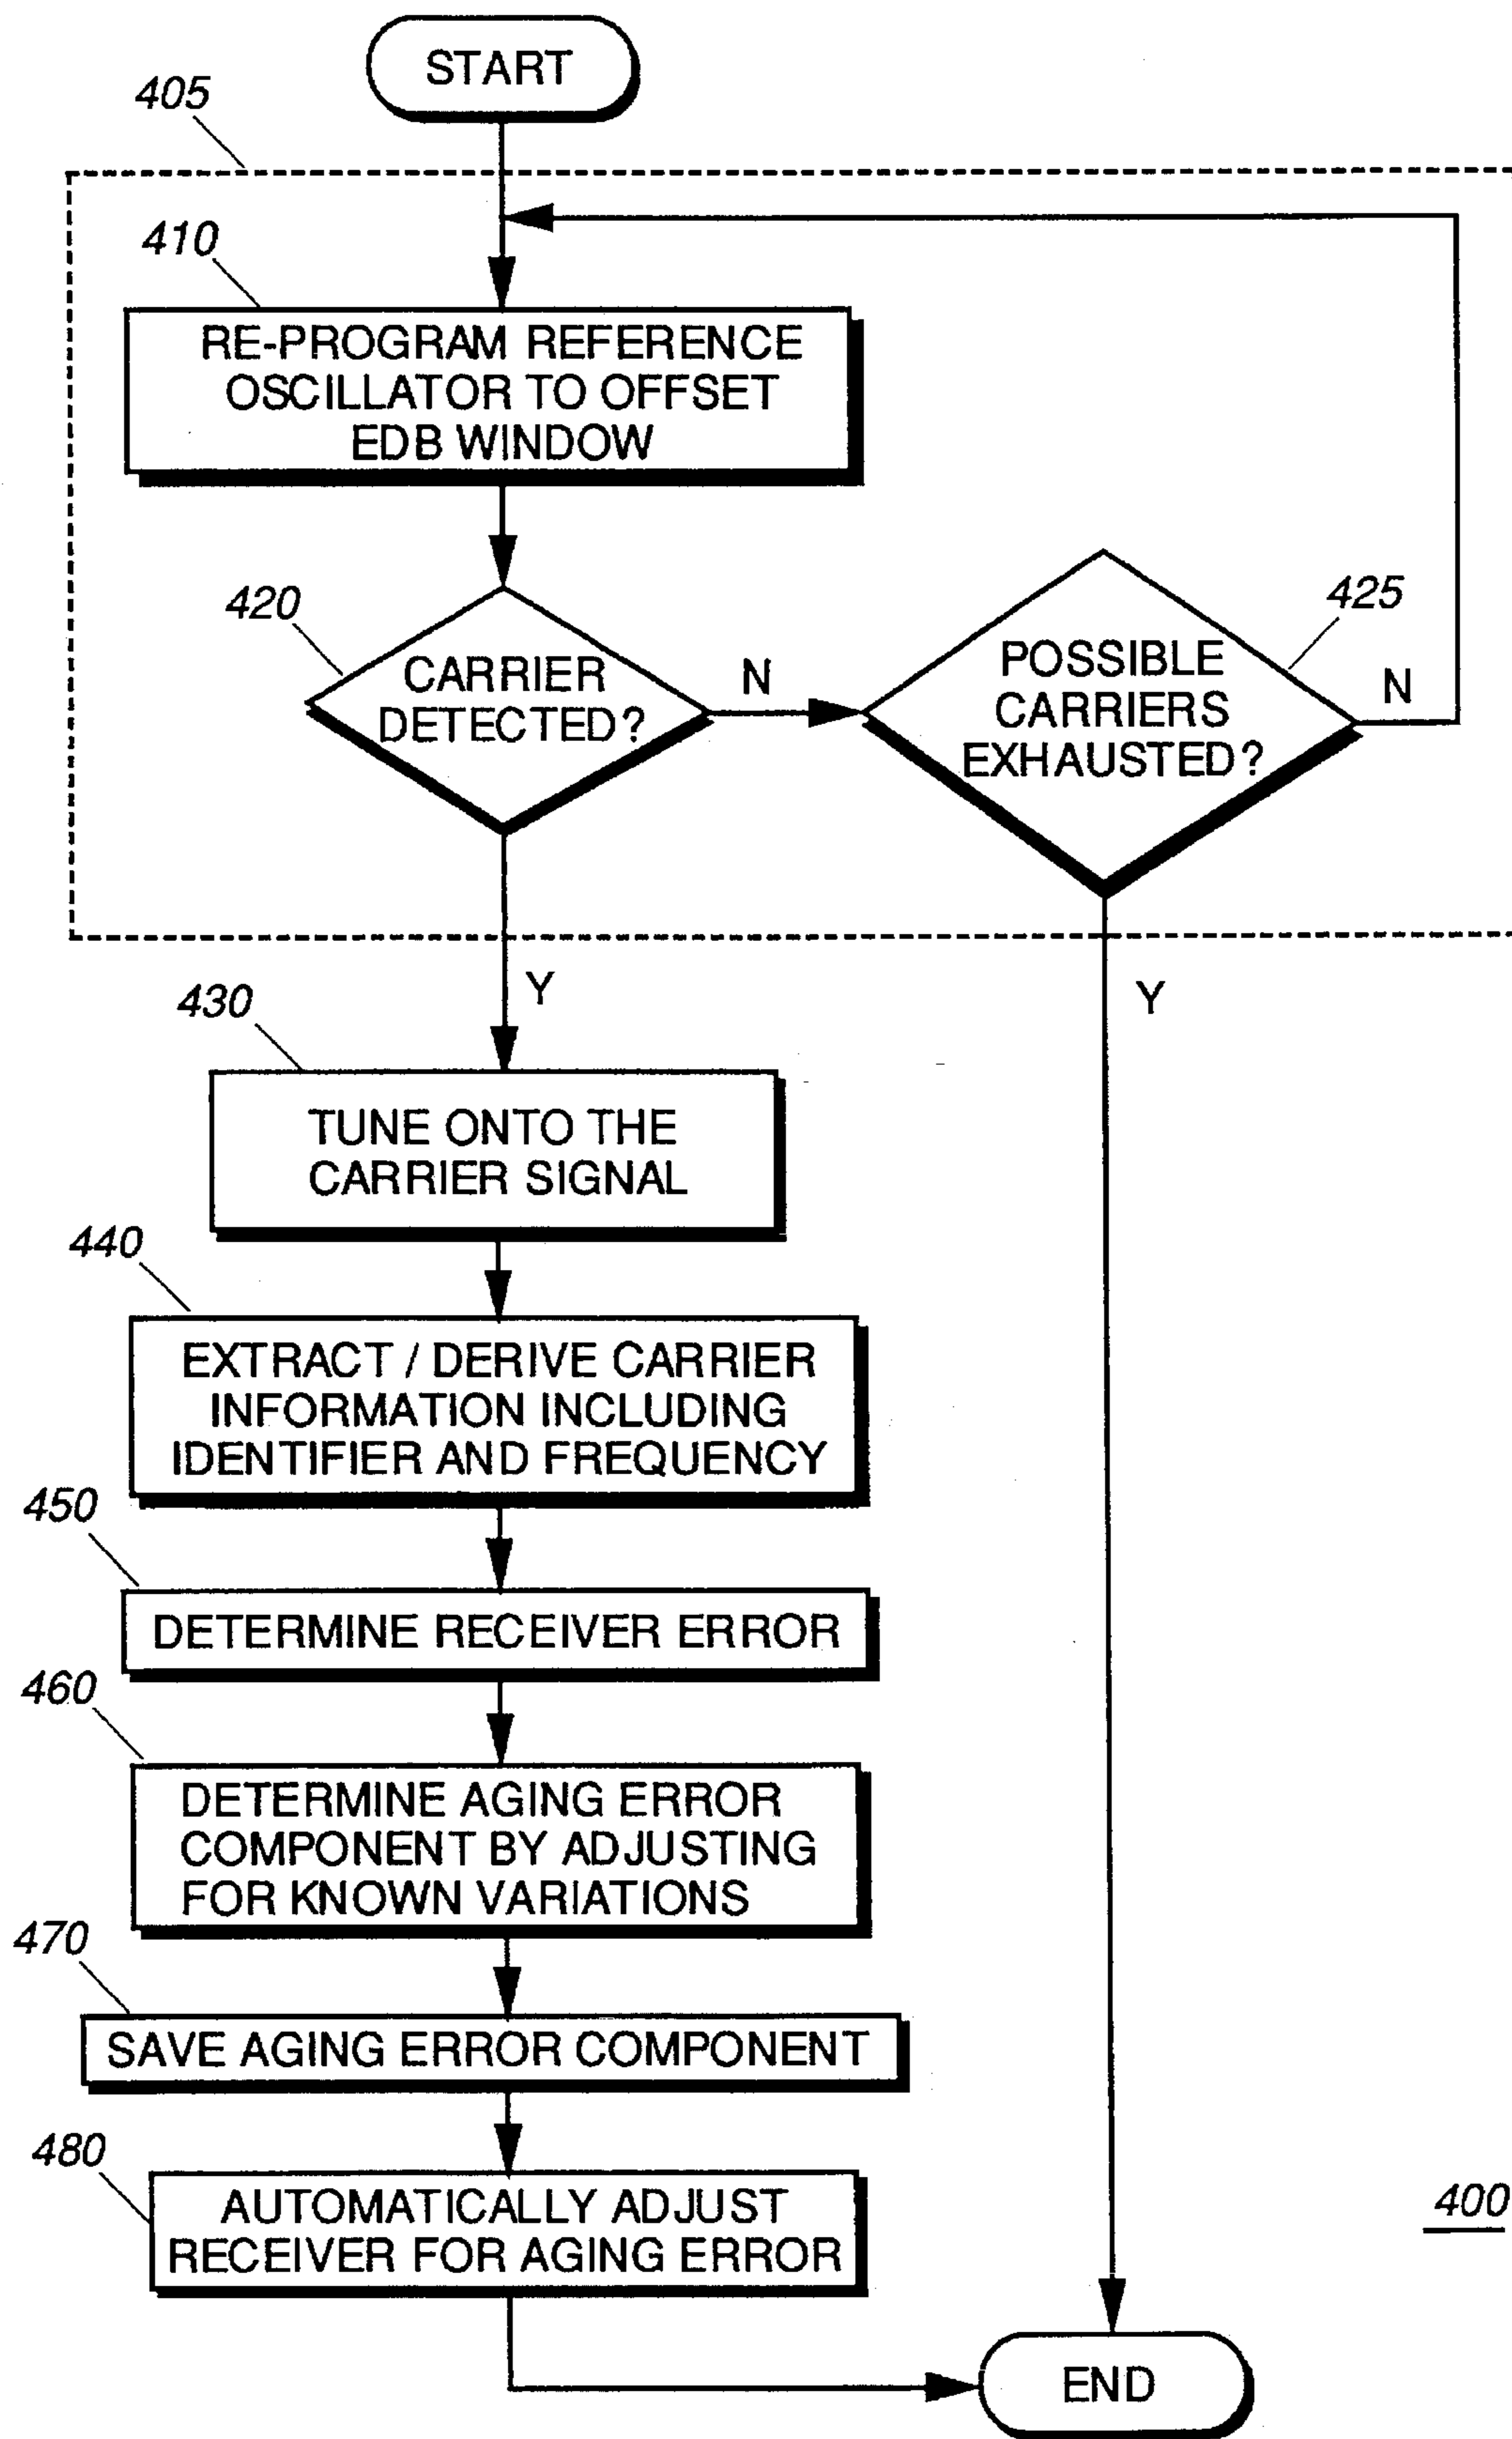 START
405
410
RE-PROGRAM REFERENCE
OSCILLATOR TO OFFSET
EDB WINDOW
420
CARRIER
DETECTED?
N
425
POSSIBLE
CARRIERS
EXHAUSTED?
N
Y
Y
430
TUNE ONTO THE
CARRIER SIGNAL
440
EXTRACT / DERIVE CARRIER
INFORMATION INCLUDING
IDENTIFIER AND FREQUENCY
450
DETERMINE RECEIVER ERROR
460
DETERMINE AGING ERROR
COMPONENT BY ADJUSTING
FOR KNOWN VARIATIONS
470
SAVE AGING ERROR COMPONENT
480
AUTOMATICALLY ADJUST
RECEIVER FOR AGING ERROR
400
END